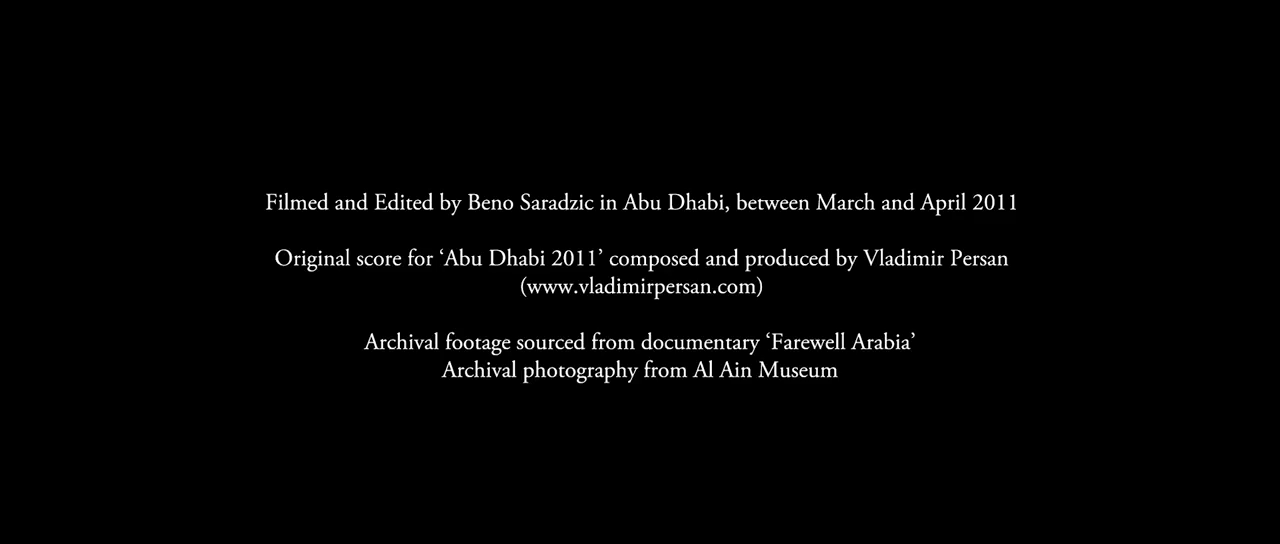 Filmed and Edited by Beno Saradzic in Abu Dhabi, between March and April 2011
Original score for ‘Abu Dhabi 2011’ composed and produced by Vladimir Persan
(www.vladimirpersan.com)
Archival footage sourced from documentary ‘Farewell Arabia’
Archival photography from Al Ain Museum